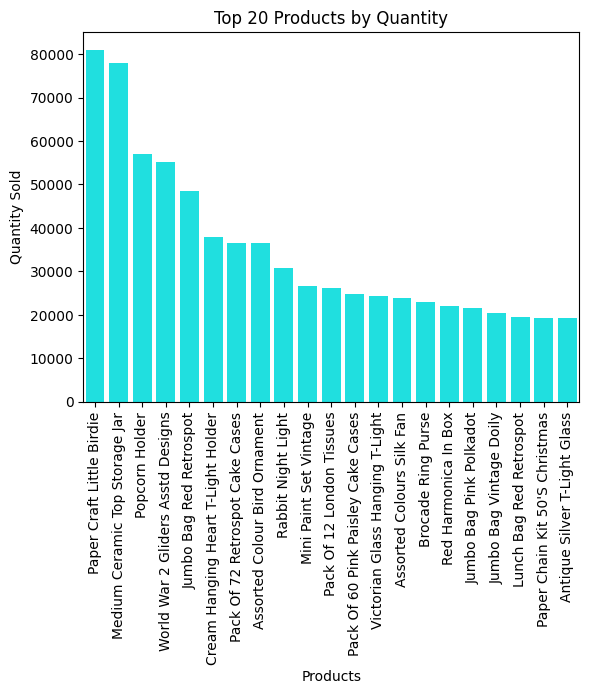 Top 20 Products by Quantity
Quantity Sold
80000
70000
60000
50000
40000
30000
20000
10000
0
Paper Craft Little Birdie
Medium Ceramic Top Storage Jar
Popcorn Holder
World War 2 Gliders Asstd Designs
Jumbo Bag Red Retrospot
Cream Hanging Heart T-Light Holder
Pack Of 72 Retrospot Cake Cases
Assorted Colour Bird Ornament
Rabbit Night Light
Mini Paint Set Vintage
Pack Of 12 London Tissues
Pack Of 60 Pink Paisley Cake Cases
Victorian Glass Hanging T-Light
Assorted Colours Silk Fan
Brocade Ring Purse
Red Harmonica In Box
Jumbo Bag Pink Polkadot
Jumbo Bag Vintage Doily
Lunch Bag Red Retrospot
Paper Chain Kit 50'S Christmas
Antique Silver T-Light Glass
Products